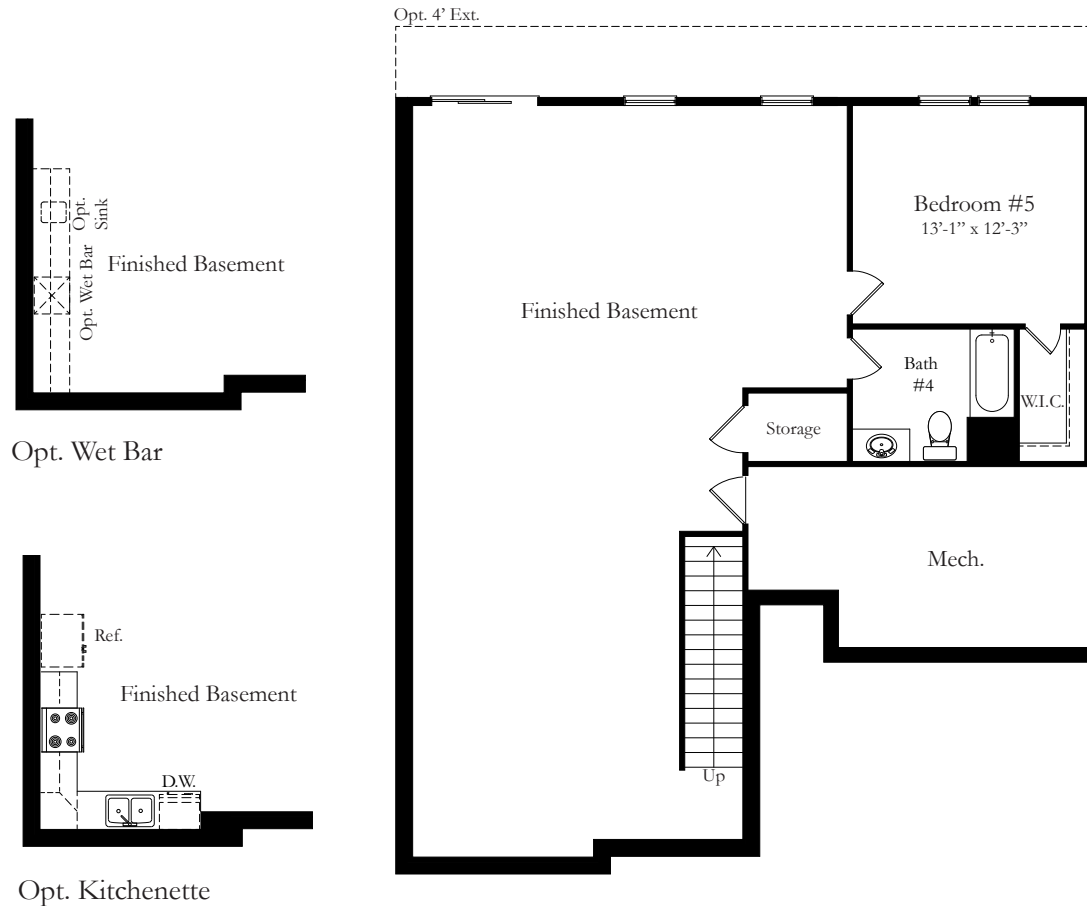 Opt. 4' Ext.
Opt.
Sink
Opt. Wet Bar
Finished Basement
Opt. Wet Bar
Ref.
Finished Basement
D.W.
Opt. Kitchenette
Bedroom #5
13'-1” x 12'-3”
Finished Basement
Bath
#4
W.I.C.
Storage
Mech.
Up